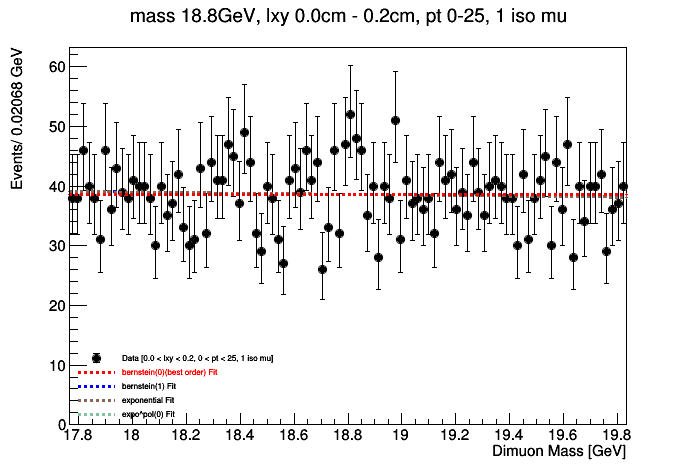 mass 18.8GeV, lxy 0.0cm - 0.2cm, pt 0-25, 1 iso mu
Events/ 0.02068 GeV
60
50
40
30
20
10
0
Data [0.0 < lxy < 0.2, 0 < pt < 25, 1 iso mu]
bernstein(0)(best order) Fit
bernstein(1) Fit
exponential Fit
expo*pol(0) Fit
17.8 18 18.2 18.4 18.6 18.8 19 19.2 19.4 19.6 19.8
Dimuon Mass [GeV]